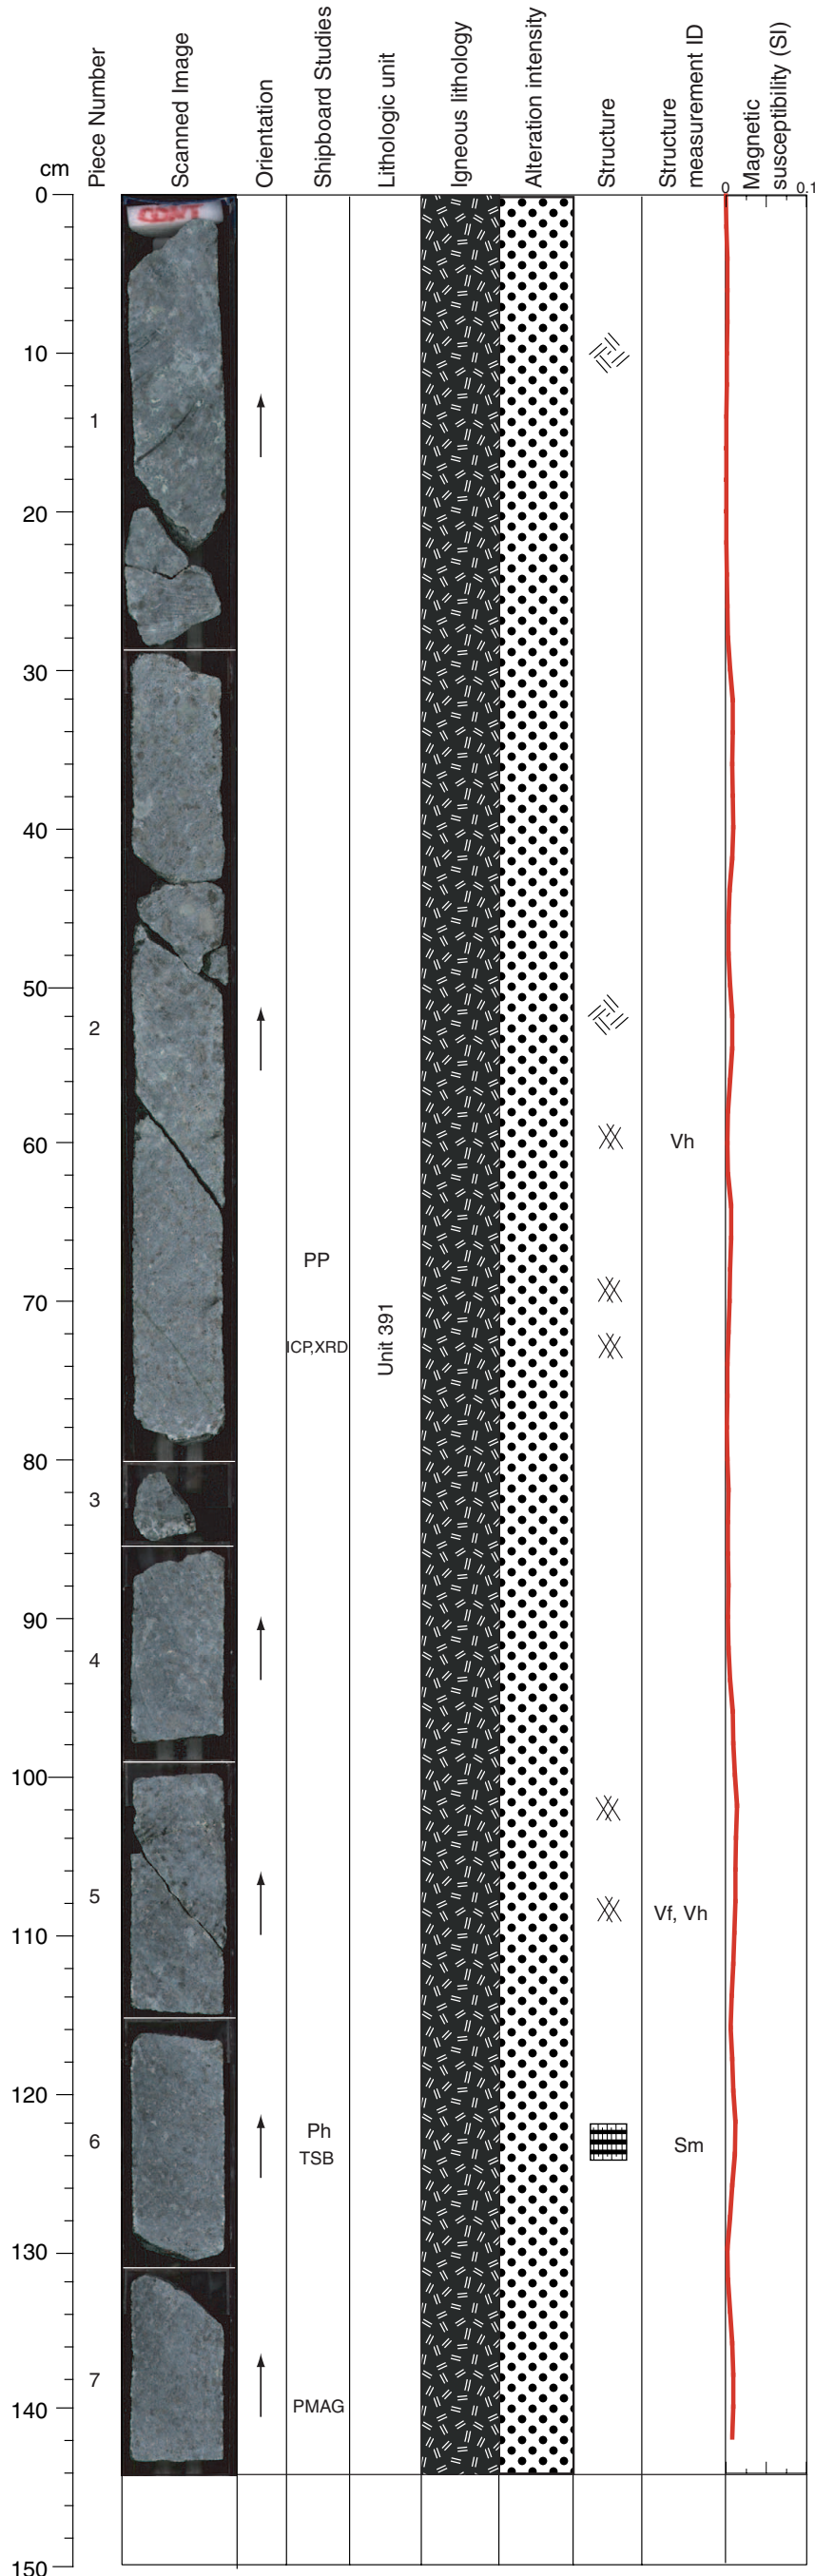 cm
Piece Number
Scanned Image
Orientation
Shipboard Studies
Lithologic unit
Igneous lithology
Alteration intensity
Structure
Structure
measurement ID
Magnetic
susceptibility (SI)
0
0.1
0
CONT
10
1
20
30
40
50
2
60
Vh
PP
70
ICP,XRD
Unit 391
80
3
90
4
100
5
Vf, Vh
110
120
6
Ph
TSB
Sm
130
7
140
PMAG
150